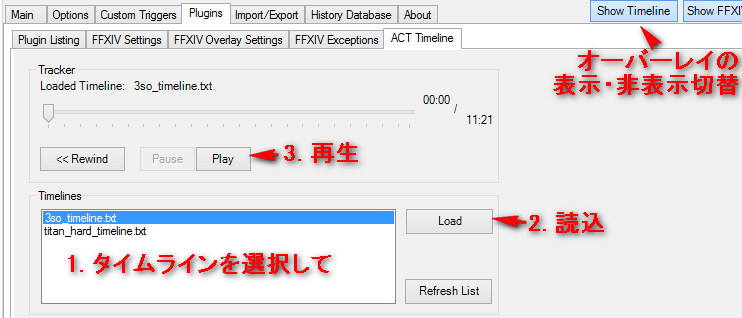 Main Options Custom Triggers Plugins Import/Export History Database About
Show Timeline Show FFX
Plugin Listing FFXIV Settings FFXIV Overlay Settings FFXIV Exceptions ACT Timeline
オーバーレイの
表示・非表示切替
Tracker
Loaded Timeline: 3so_timeline.txt
00:00
/
11:21
<< Rewind Pause Play
3. 再生
Timelines
3so_timeline.txt
titan_hard_timeline.txt
Load
2. 読込
1. タイムラインを選択して
Refresh List